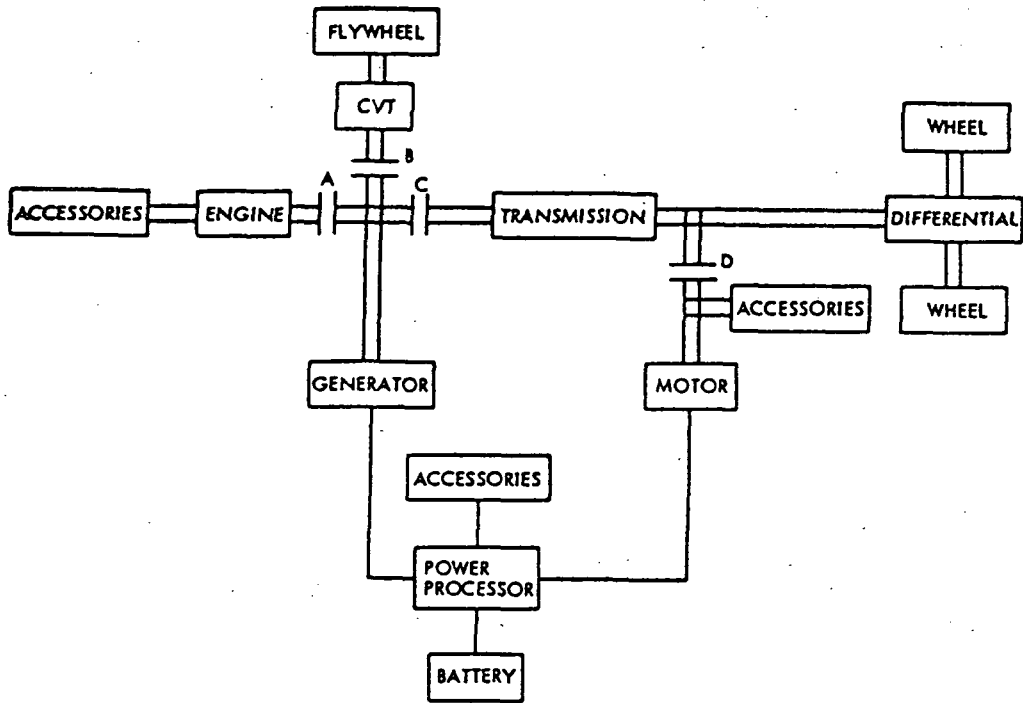 FLYWHEEL
CVT
B
A
C
WHEEL
ACCESSORIES
ENGINE
TRANSMISSION
DIFFERENTIAL
D
ACCESSORIES
WHEEL
GENERATOR
MOTOR
ACCESSORIES
POWER
PROCESSOR
BATTERY